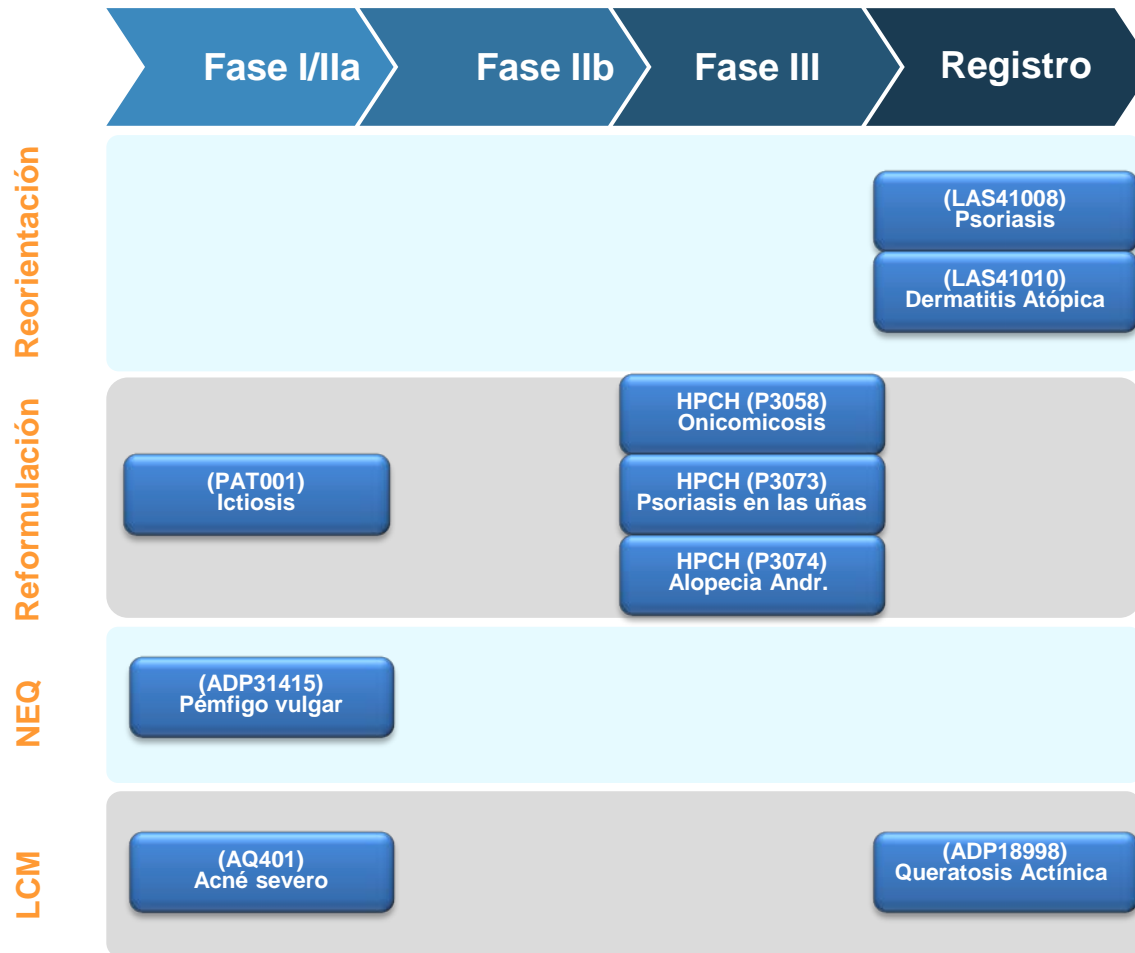 Fase I/IIa
Fase IIb
Fase III
Registro
Reorientación
(LAS41008)
Psoriasis
(LAS41010)
Dermatitis Atópica
Reformulación
HPCH (P3058)
Onicomicosis
(PAT001)
Ictiosis
HPCH (P3073)
Psoriasis en las uñas
HPCH (P3074)
Alopecia Andr.
NEQ
(ADP31415)
Pémfigo vulgar
LCM
(AQ401)
Acné severo
(ADP18998)
Queratosis Actínica